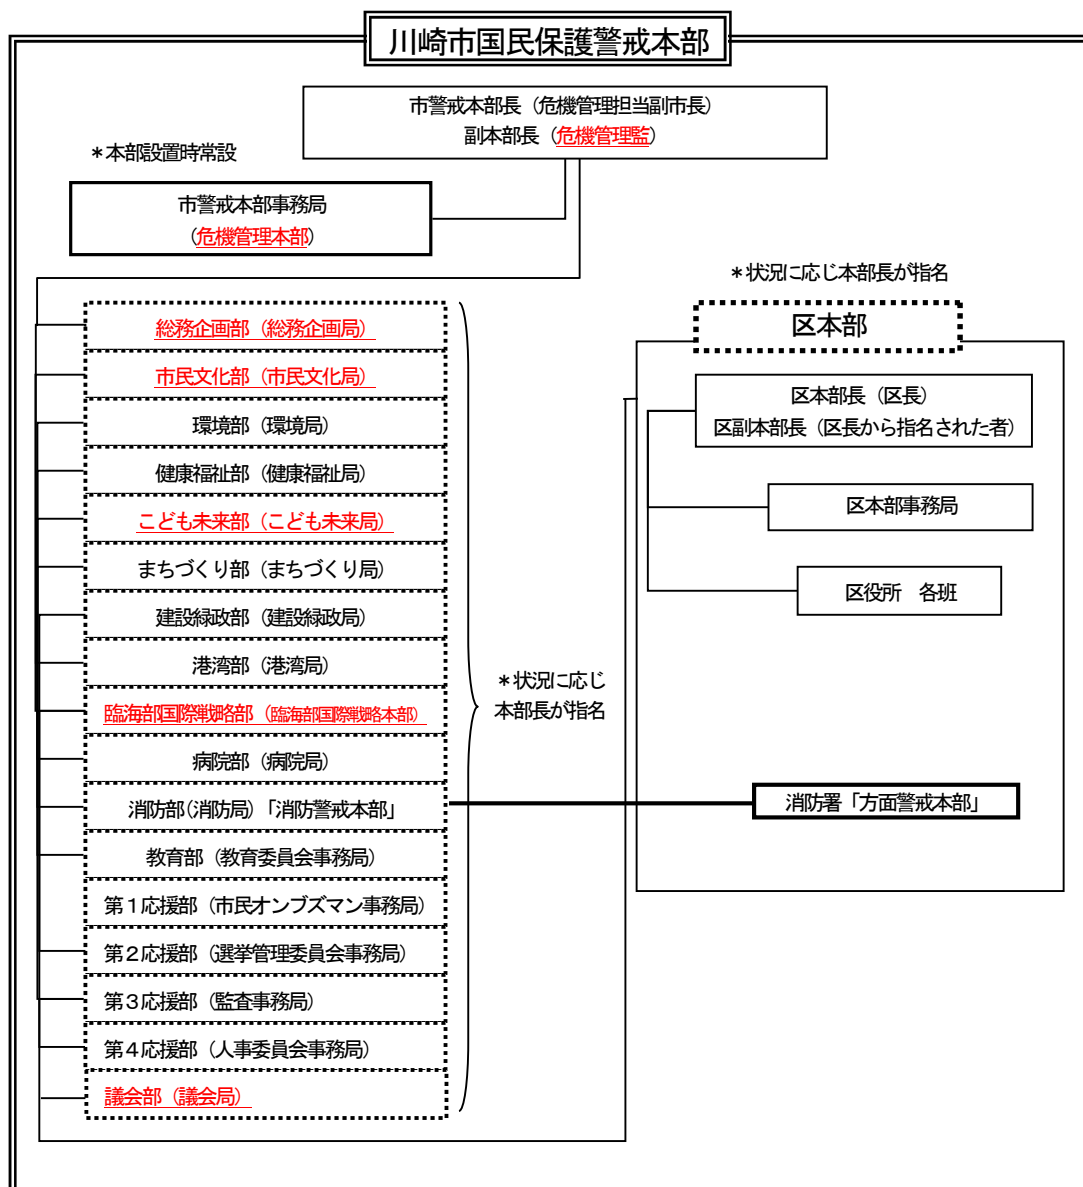 川崎市国民保護警戒本部
市警戒本部長（危機管理担当副市長）
副本部長（危機管理監）
＊本部設置時常設
市警戒本部事務局
（危機管理本部）
総務企画部（総務企画局）
市民文化部（市民文化局）
環境部（環境局）
健康福祉部（健康福祉局）
こども未来部（こども未来局）
まちづくり部（まちづくり局）
建設緑政部（建設緑政局）
港湾部（港湾局）
臨海部国際戦略部（臨海部国際戦略本部）
病院部（病院局）
消防部（消防局）「消防警戒本部」
教育部（教育委員会事務局）
第１応援部（市民オンブズマン事務局）
第２応援部（選挙管理委員会事務局）
第３応援部（監査事務局）
第４応援部（人事委員会事務局）
議会部（議会局）
＊状況に応じ
本部長が指名
＊状況に応じ本部長が指名
区本部
区本部長（区長）
区副本部長（区長から指名された者）
区本部事務局
区役所　各班
消防署「方面警戒本部」